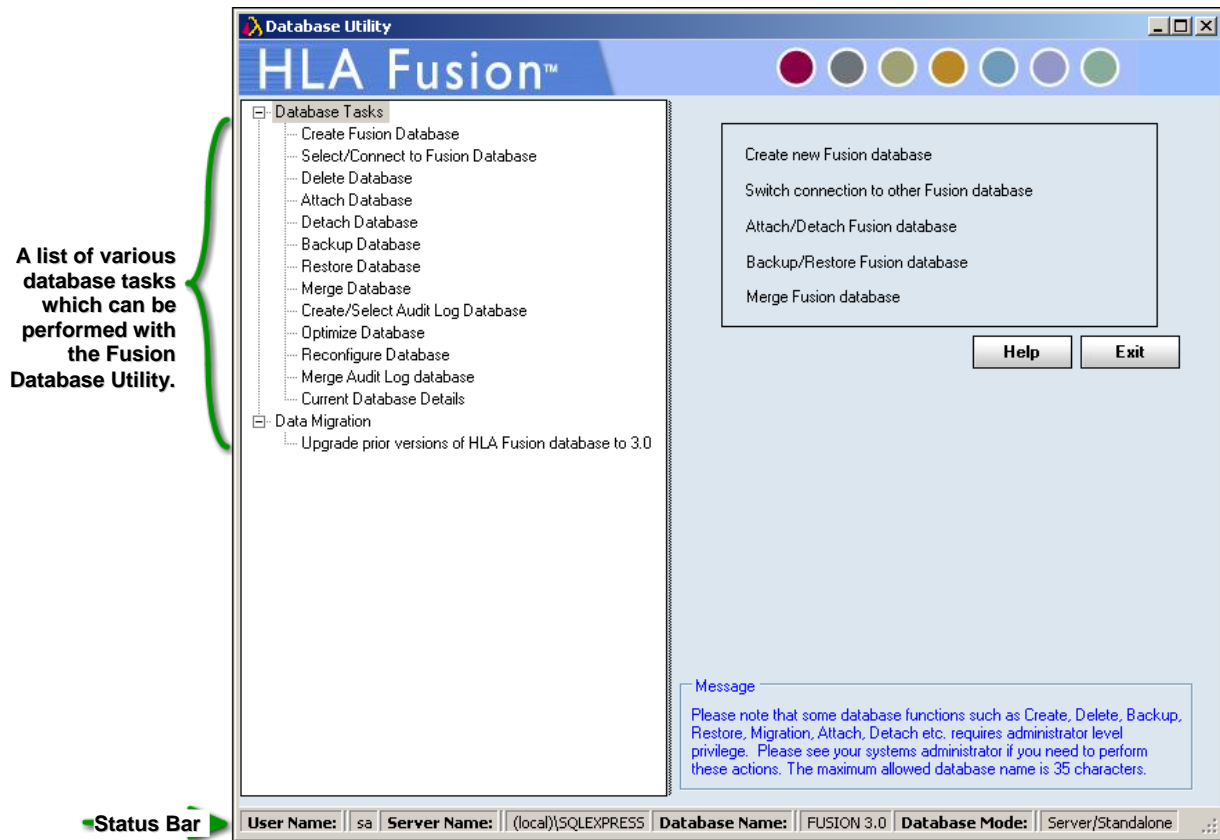 Database Utility
HLA Fusion™
Database Tasks
Create Fusion Database
Select/Connect to Fusion Database
Delete Database
Attach Database
Detach Database
Backup Database
Restore Database
Merge Database
Create/Select Audit Log Database
Optimize Database
Reconfigure Database
Merge Audit Log database
Current Database Details
Data Migration
Upgrade prior versions of HLA Fusion database to 3.0
A list of various
database tasks
which can be
performed with
the Fusion
Database Utility.
Create new Fusion database
Switch connection to other Fusion database
Attach/Detach Fusion database
Backup/Restore Fusion database
Merge Fusion database
Help Exit
Message
Please note that some database functions such as Create, Delete, Backup,
Restore, Migration, Attach, Detach etc. requires administrator level
privilege. Please see your systems administrator if you need to perform
these actions. The maximum allowed database name is 35 characters.
Status Bar
User Name: sa Server Name: (local)\SQLEXPRESS Database Name: FUSION 3.0 Database Mode: Server/Standalone